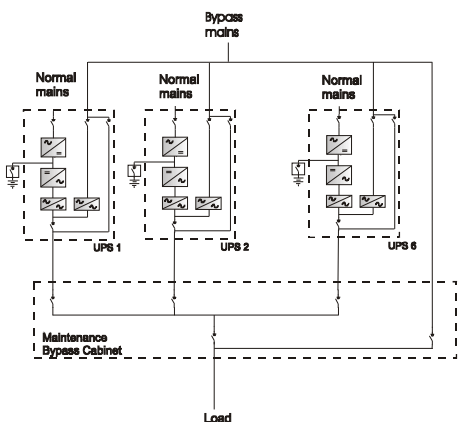 Bypass
mains
Normal
mains
Normal
mains
Normal
mains
UPS 1
UPS 2
UPS 6
Maintenance
Bypass Cabinet
Load